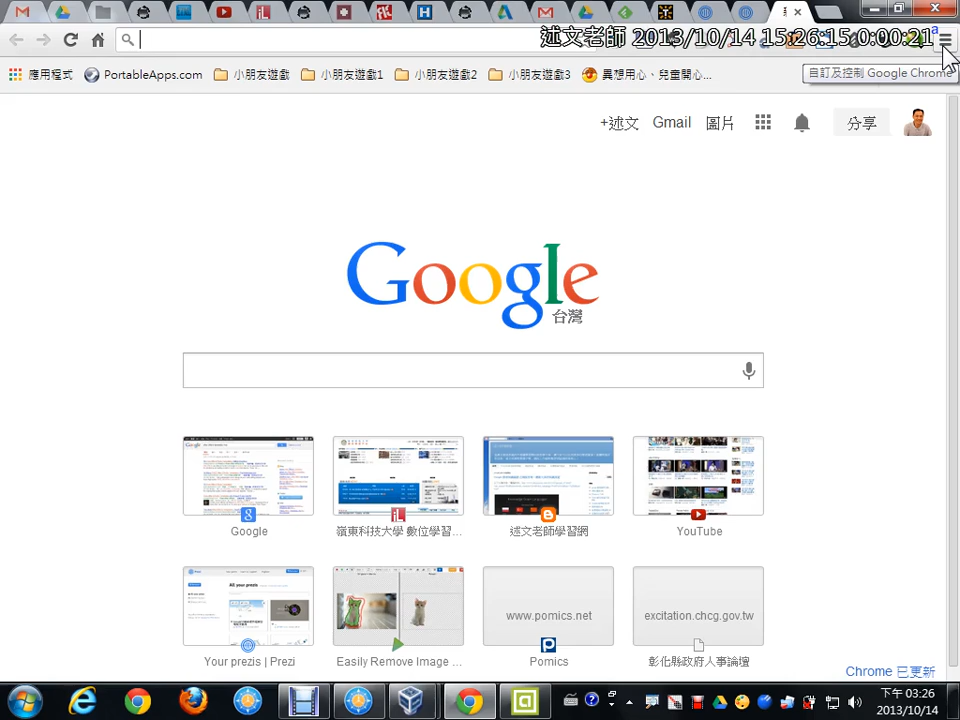 述文老師 2013/10/14 15:26:15 0:00:21
應用程式 PortableApps.com 小朋友遊戲 小朋友遊戲1 小朋友遊戲2 小朋友遊戲3 異想用心、兒童開心...
自訂及控制 Google Chrome
+述文 Gmail 圖片 分享
Google
台灣
Google 嶺東科技大學 數位學習... 述文老師學習網 YouTube
www.pomics.net excitation.chcg.gov.tw
Your prezis | Prezi Easily Remove Image ... Pomics 彰化縣政府人事論壇
Chrome 已更新
下午 03:26
2013/10/14